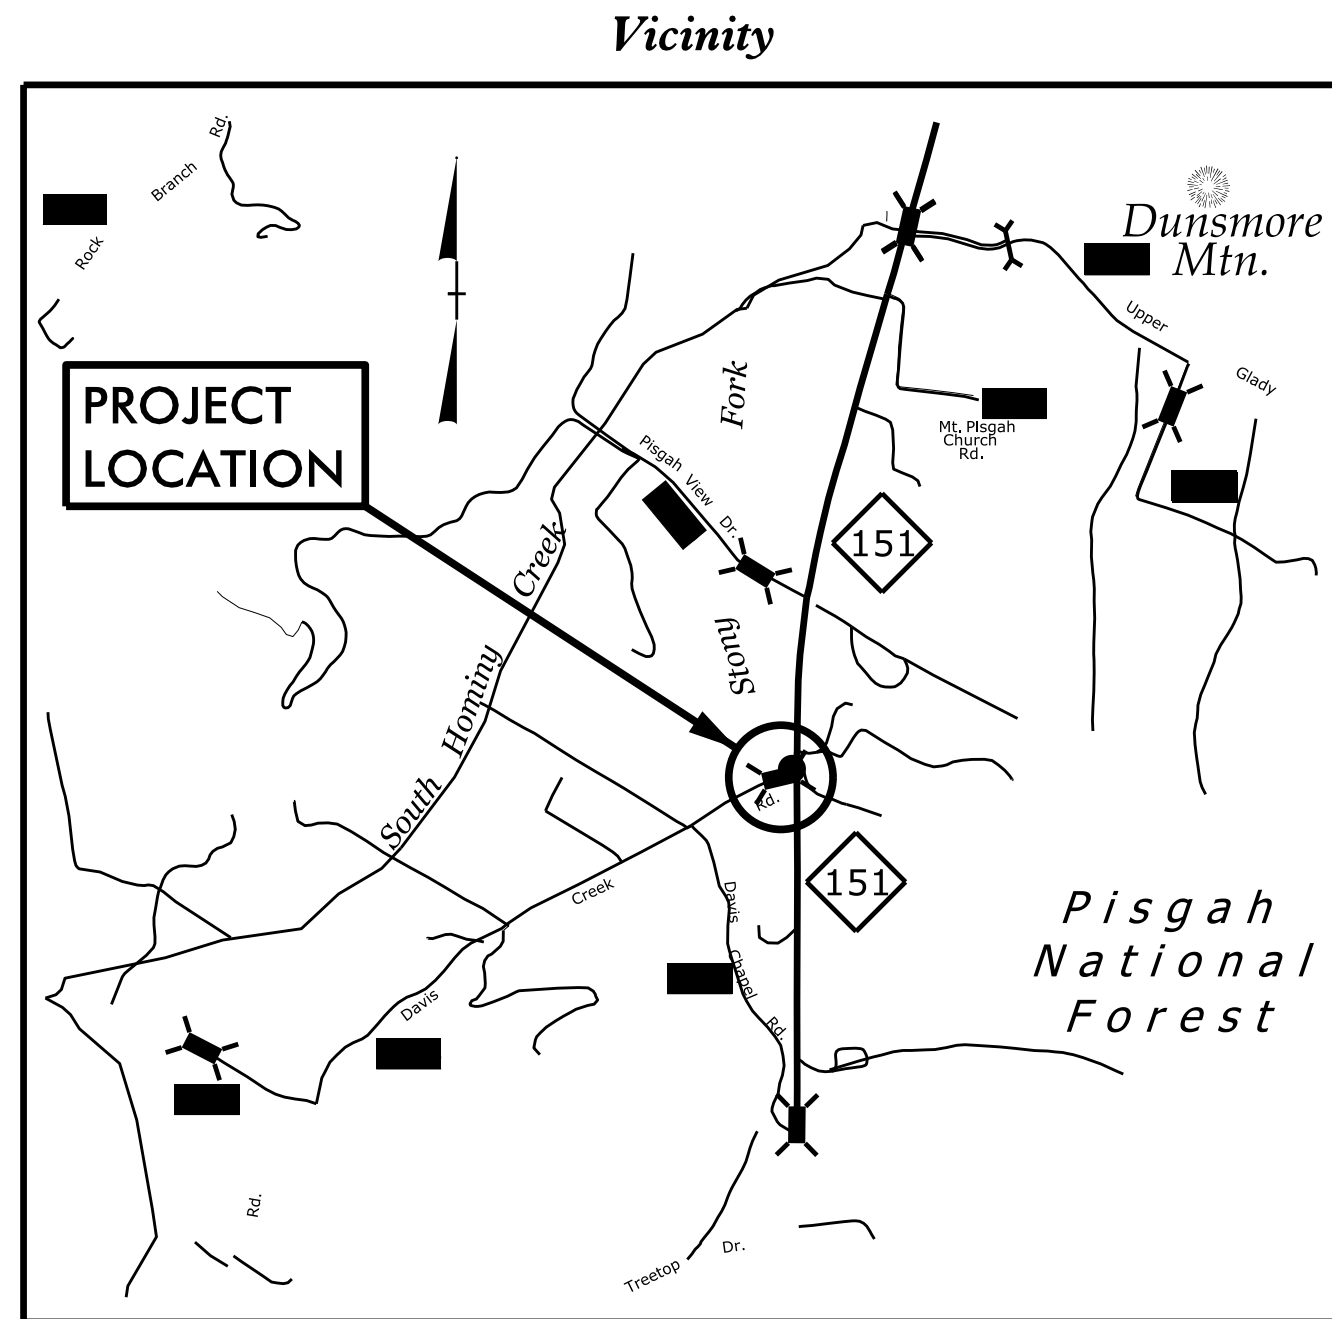 Vicinity
Rd.
Branch
Rock
Dunsmore
Mtn.
Upper
Glady
PROJECT
LOCATION
Fork
Mt. PIsgah
Church
Rd.
Pisgah View Dr.
151
Creek
Stony
Hominy
South
Rd.
151
Creek
Davis
Davis Chapel Rd.
Pisgah
National
Forest
Rd.
Treetop Dr.